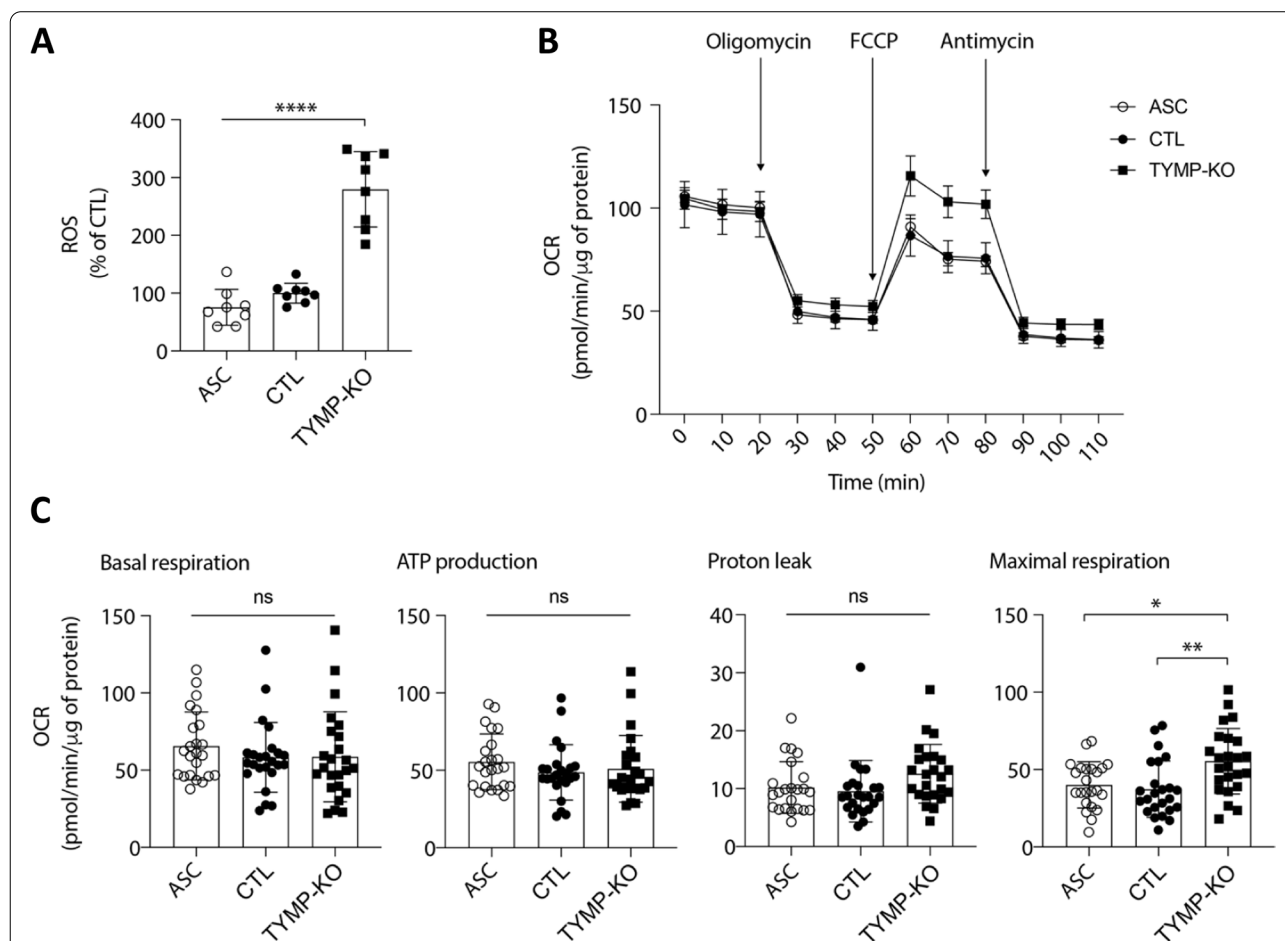 A
ROS
(% of CTL)
400
300
200
100
0
****
ASC
CTL
TYMP-KO
B
Oligomycin
FCCP
Antimycin
OCR
(pmol/min/μg of protein)
150
100
50
0
0
10
20
30
40
50
60
70
80
90
100
110
Time (min)
ASC
CTL
TYMP-KO
C
OCR
(pmol/min/μg of protein)
Basal respiration
ns
150
100
50
0
ASC
CTL
TYMP-KO
ATP production
ns
150
100
50
0
ASC
CTL
TYMP-KO
Proton leak
ns
40
30
20
10
0
ASC
CTL
TYMP-KO
Maximal respiration
*
**
150
100
50
0
ASC
CTL
TYMP-KO